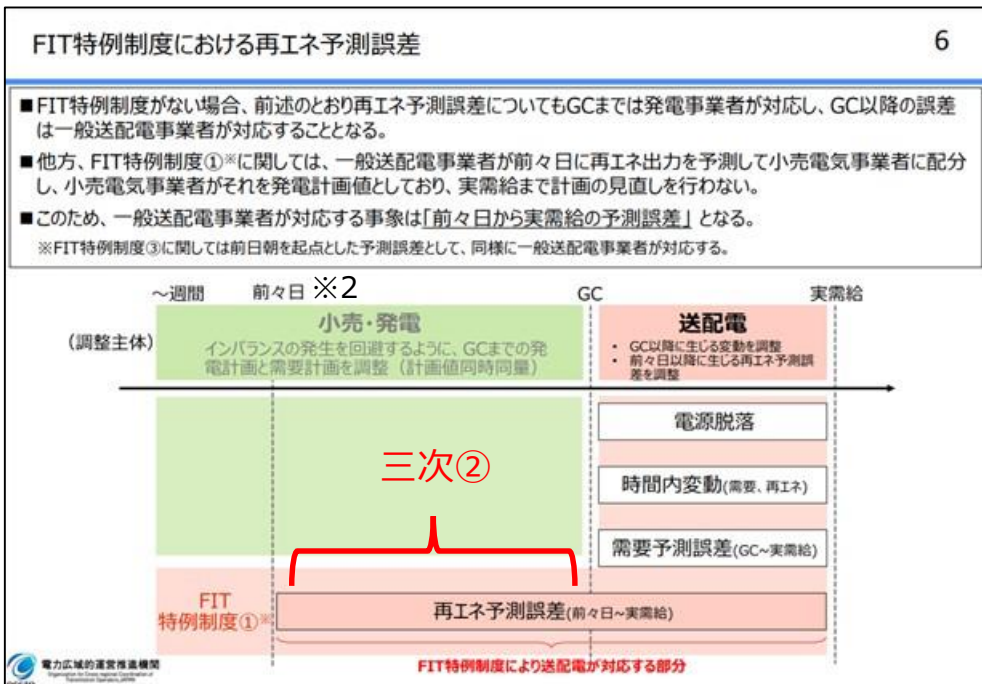 FIT特例制度における再エネ予測誤差
6
■FIT特例制度がない場合、前述のとおり再エネ予測誤差についてもGCまでは発電事業者が対応し、GC以降の誤差
は一般送配電事業者が対応することとなる。
■他方、FIT特例制度①※に関しては、一般送配電事業者が前々日に再エネ出力を予測して小売電気事業者に配分
し、小売電気事業者がそれを発電計画値としており、実需給まで計画の見直しを行わない。
■このため、一般送配電事業者が対応する事象は「前々日から実需給の予測誤差」となる。
※FIT特例制度③に関しては前日朝を起点とした予測誤差として、同様に一般送配電事業者が対応する。
～週間 前々日 ※2 GC 実需給
(調整主体)
小売・発電
インバランスの発生を回避するように、GCまでの発
電計画と需要計画を調整（計画値同時同量）
送配電
• GC以降に生じる変動を調整
• 前々日以降に生じる再エネ予測誤
差を調整
電源脱落
三次②
時間内変動(需要、再エネ)
需要予測誤差(GC~実需給)
FIT
特例制度①※
再エネ予測誤差(前々日~実需給)
FIT特例制度により送配電が対応する部分
電力広域的運営推進機関
Organization for Cross-regional Coordination of
Transmission Operators, JAPAN